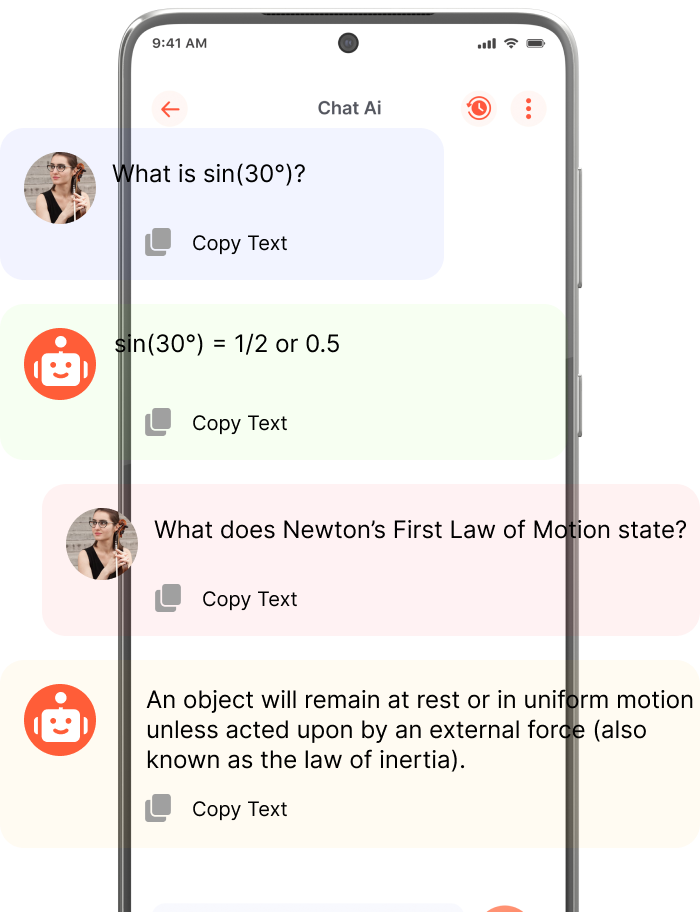 9:41 AM
Chat Ai
What is sin(30°)?
Copy Text
sin(30°) = 1/2 or 0.5
Copy Text
What does Newton’s First Law of Motion state?
Copy Text
An object will remain at rest or in uniform motion
unless acted upon by an external force (also
known as the law of inertia).
Copy Text